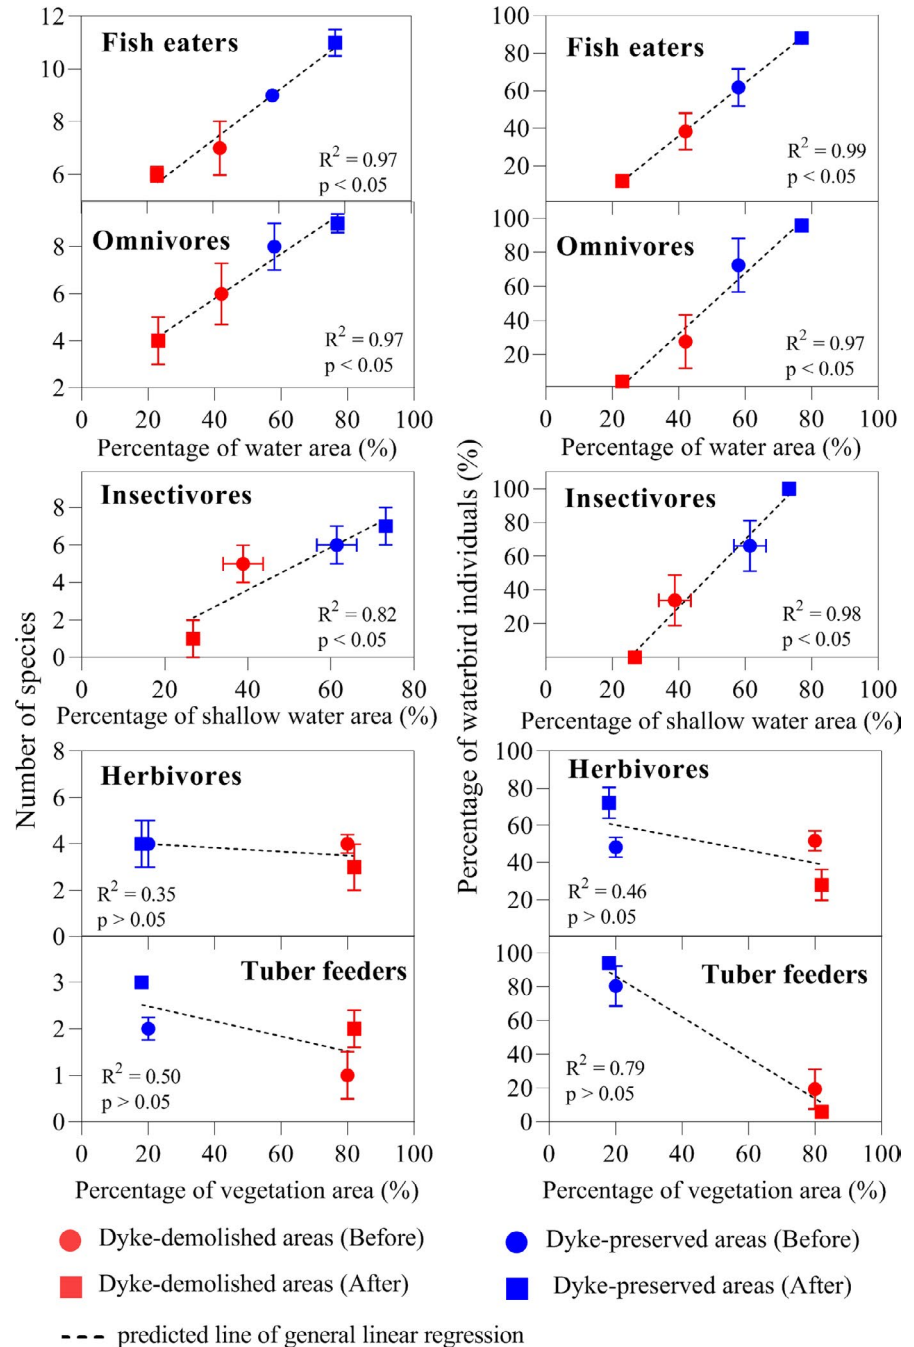 12
10
8
6
Fish eaters
R² = 0.97
p < 0.05
8
6
4
2
Omnivores
R² = 0.97
p < 0.05
0 20 40 60 80 100
Percentage of water area (%)
100
80
60
40
20
Fish eaters
R² = 0.99
p < 0.05
100
80
60
40
20
Omnivores
R² = 0.97
p < 0.05
0 20 40 60 80 100
Percentage of water area (%)
8
6
4
2
0
Insectivores
R² = 0.82
p < 0.05
0 20 40 60 80
Percentage of shallow water area (%)
100
80
60
40
20
Insectivores
R² = 0.98
p < 0.05
0 20 40 60 80 100
Percentage of shallow water area (%)
Number of species
Percentage of waterbird individuals (%)
8
6
4
2
0
Herbivores
R² = 0.35
p > 0.05
3
2
1
0
Tuber feeders
R² = 0.50
p > 0.05
0 20 40 60 80 100
Percentage of vegetation area (%)
100
80
60
40
20
Herbivores
R² = 0.46
p > 0.05
100
80
60
40
20
0
Tuber feeders
R² = 0.79
p > 0.05
0 20 40 60 80 100
Percentage of vegetation area (%)
Dyke-demolished areas (Before)
Dyke-preserved areas (Before)
Dyke-demolished areas (After)
Dyke-preserved areas (After)
predicted line of general linear regression